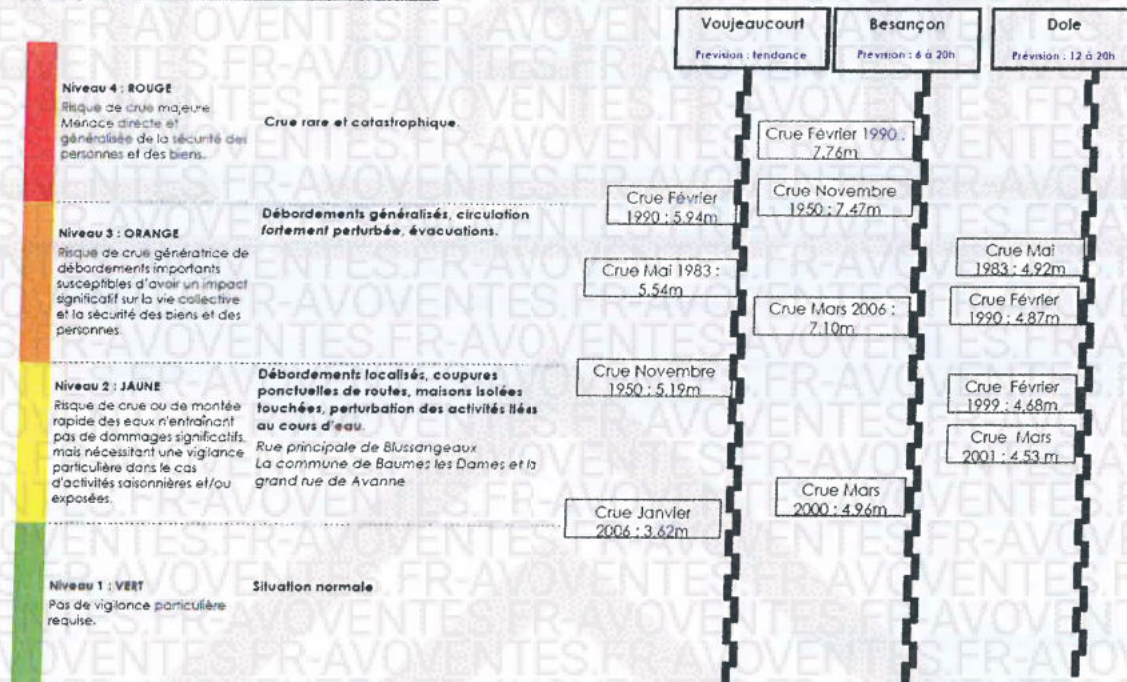 Voujeaucourt
Prevision : tendance
Besançon
Prevision : 6 à 20h
Dole
Prévision : 12 à 20h
Niveau 4 : ROUGE
Risque de crue majeure
Menace directe et
généralisée de la sécurité des
personnes et des biens.
Crue rare et catastrophique.
Niveau 3 : ORANGE
Risque de crue génératrice de
débordements importants
susceptibles d'avoir un impact
significatif sur la vie collective
et la sécurité des biens et des
personnes.
Débordements généralisés, circulation
fortement perturbée, évacuations.
Niveau 2 : JAUNE
Risque de crue ou de montée
rapide des eaux n'entraînant
pas de dommages significatifs,
mais nécessitant une vigilance
particulière dans le cas
d'activités saisonnières et/ou
exposées.
Débordements localisés, coupures
ponctuelles de routes, maisons isolées
touchées, perturbation des activités liées
au cours d'eau.
Rue principale de Blussangeaux
La commune de Baumes les Dames et la
grand rue de Avanne
Niveau 1 : VERT
Pas de vigilance particulière
requise.
Situation normale
Crue Février
1990 : 5.94m
Crue Mai 1983 :
5.54m
Crue Novembre
1950 : 5.19m
Crue Janvier
2006 : 3.62m
Crue Février 1990 .
7.76m
Crue Novembre
1950 : 7.47m
Crue Mars 2006 :
7.10m
Crue Mars
2000 : 4.96m
Crue Mai
1983 : 4.92m
Crue Février
1990 : 4.87m
Crue Février
1999 : 4.68m
Crue Mars
2001 : 4.53 m